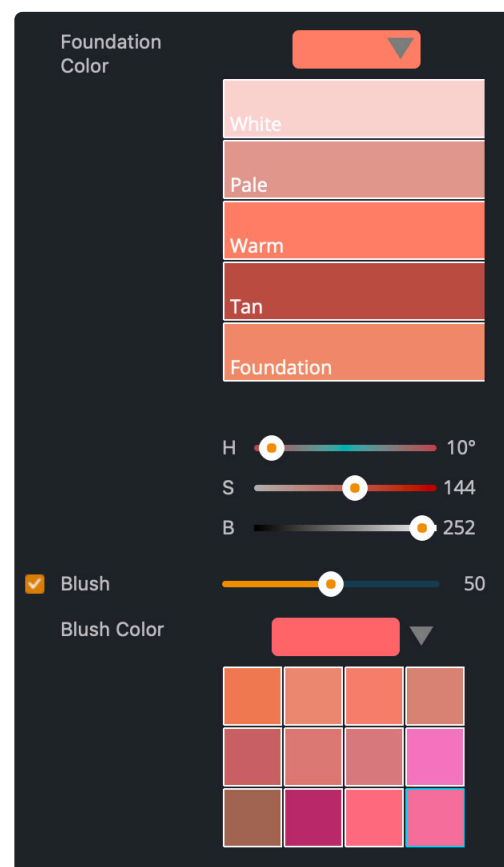 Foundation
Color
White
Pale
Warm
Tan
Foundation
H 10°
S 144
B 252
Blush 50
Blush Color